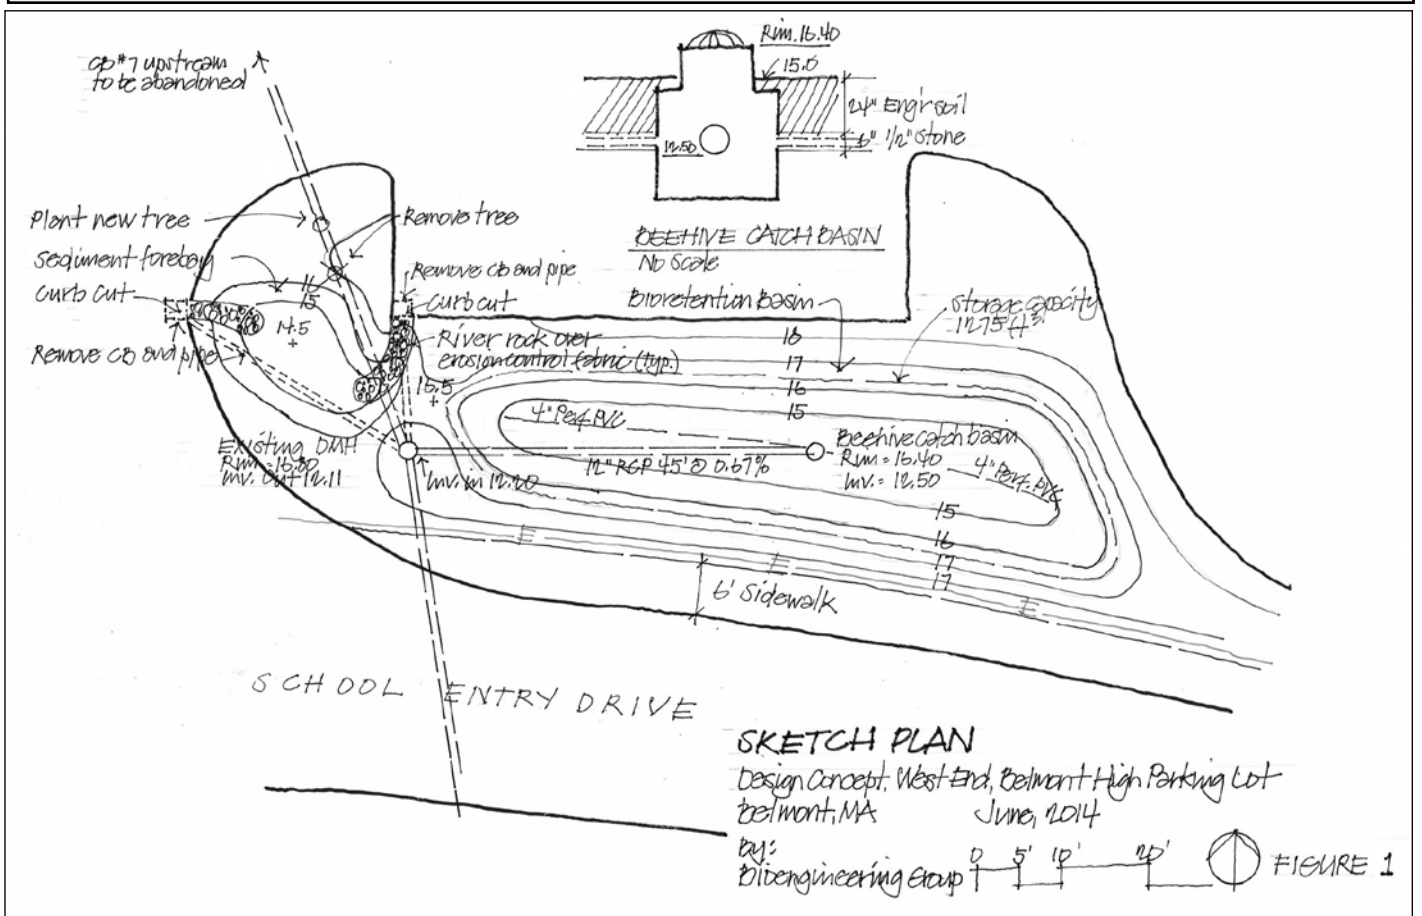 CB #7 upstream
to be abandoned
Rim. 16.40
15.0
24" Eng'r soil
6" 1/2" stone
12.50
BEEHIVE CATCH BASIN
No Scale
Plant new tree
Remove tree
Sediment forebay
Remove CB and pipe
Curb cut
Curb cut
16
15
14.5
+
Bioretention Basin
Storage capacity
1275 ft³
River rock over
erosion control fabric (typ.)
Remove CB and pipe
18
17
16
15
16.5
+
4" Perf. PVC
Existing DMH
Rim = 16.80
Inv. Out 12.11
Inv. In 12.20
12" RCP 45' @ 0.67%
Beehive catch basin
Rim = 16.40
Inv. = 12.50
4" Perf. PVC
15
16
17
17
6' Sidewalk
SCHOOL ENTRY DRIVE
SKETCH PLAN
Design Concept, West End, Belmont High Parking Lot
Belmont, MA June, 2014
By:
Bioengineering Group
0 5' 10' 20'
FIGURE 1